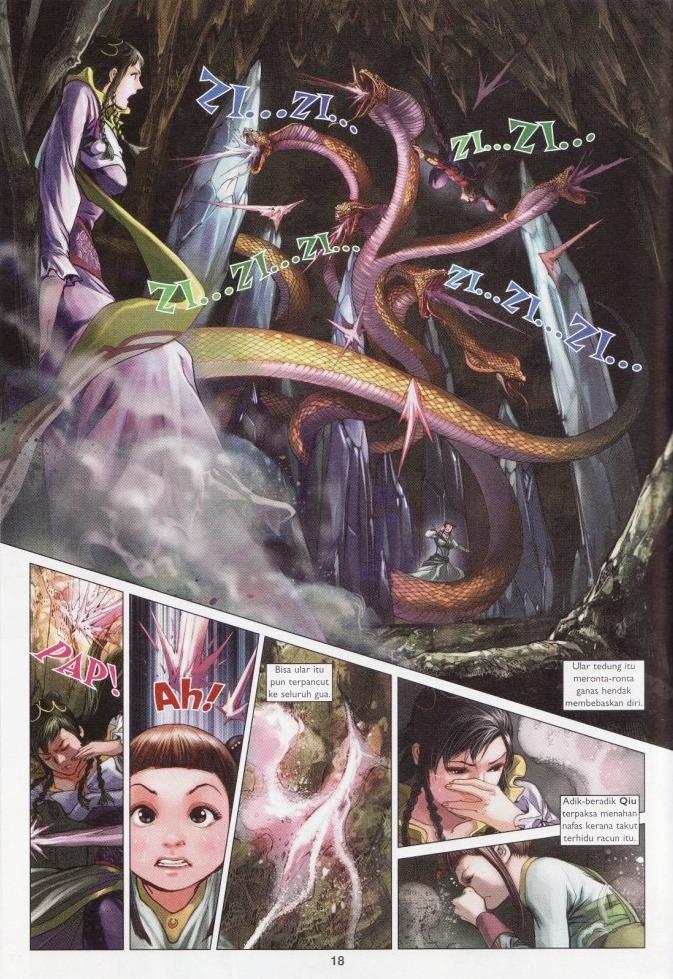 ZI...ZI...
ZI...ZI...
ZI...ZI...ZI...
ZI...ZI...ZI...
Ular tedung itu
meronta-ronta
ganas hendak
membebaskan diri.
PAP!
Ah!
Bisa ular itu
pun terpancut
ke seluruh gua.
Adik-beradik Qiu
terpaksa menahan
nafas kerana takut
terhidu racun itu.
18